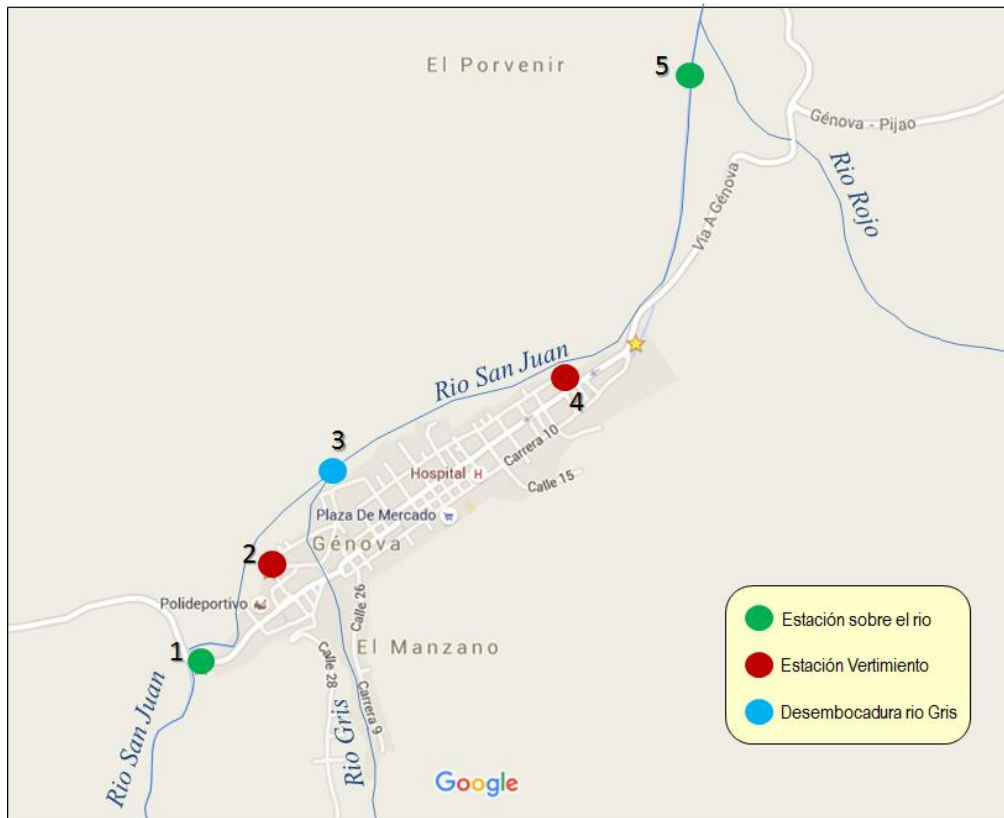 El Porvenir
5
Génova - Pijao
Rio Rojo
Vía A Génova
Rio San Juan
4
3
Carrera 10
Hospital H
Calle 15
Plaza De Mercado
2
Génova
Calle 26
Polideportivo
1
El Manzano
Calle 28
Carrera 9
Rio San Juan
Rio Gris
Estación sobre el rio
Estación Vertimiento
Desembocadura rio Gris
Google